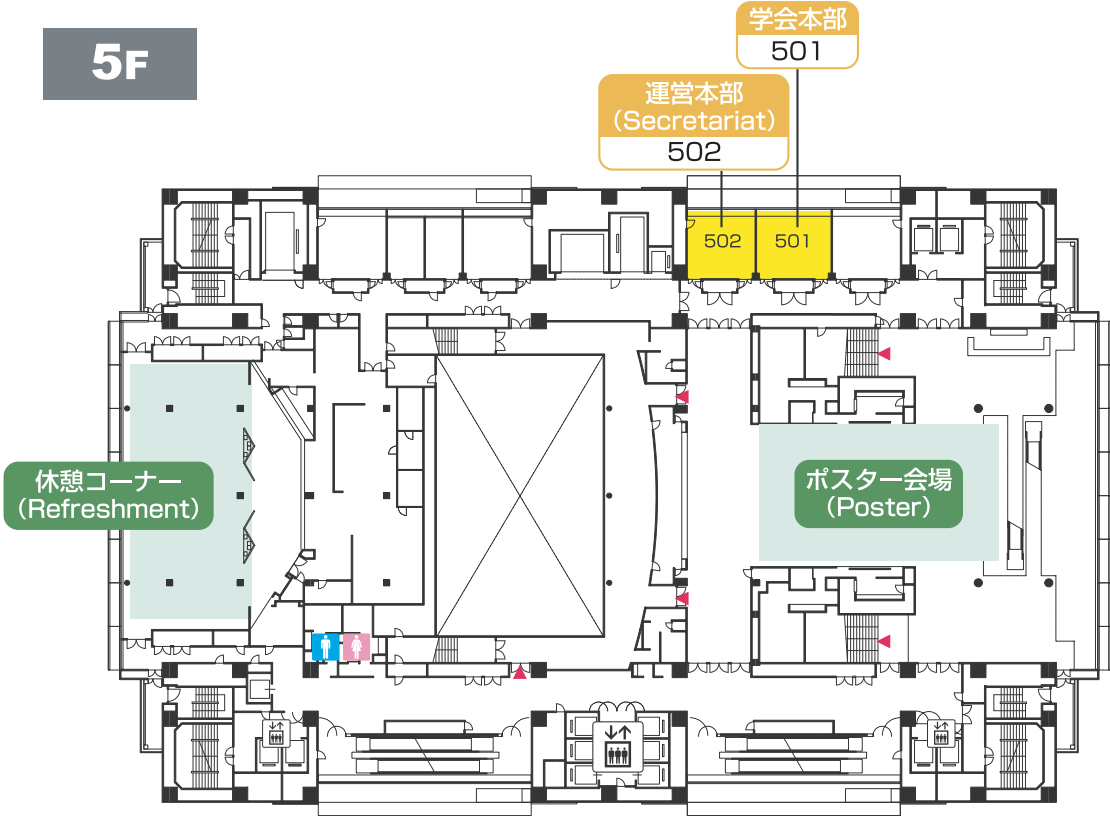 5F
学会本部
501
運営本部
(Secretariat)
502
502
501
休憩コーナー
(Refreshment)
ポスター会場
(Poster)